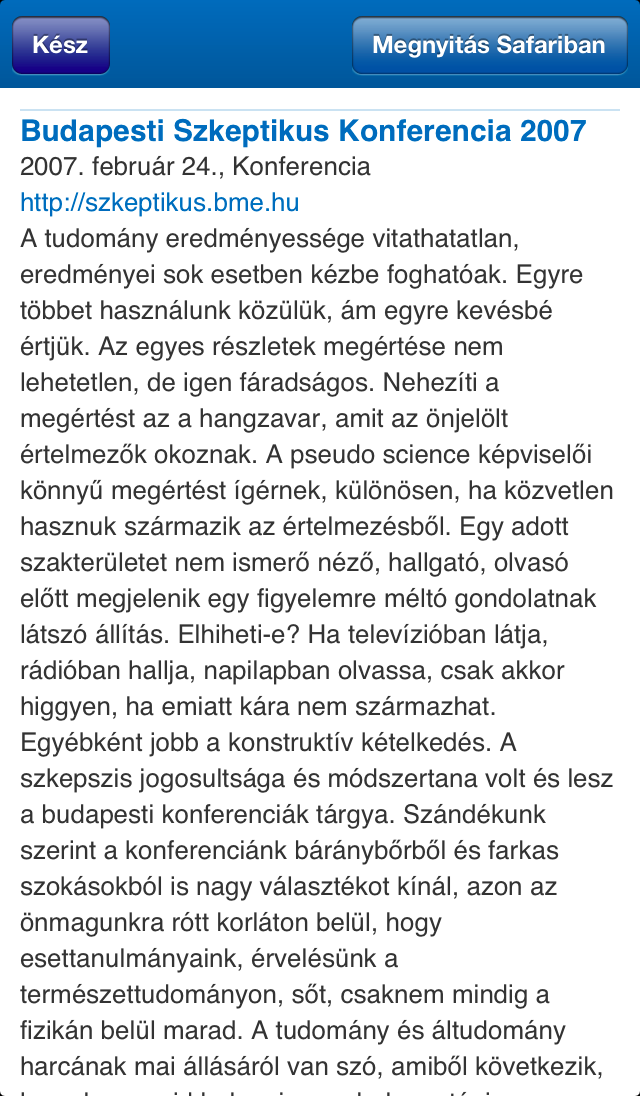 Kész
Megnyitás Safariban
Budapesti Szkeptikus Konferencia 2007
2007. február 24., Konferencia
http://szkeptikus.bme.hu
A tudomány eredményessége vitathatatlan,
eredményei sok esetben kézbe foghatóak. Egyre
többet használunk közülük, ám egyre kevésbé
értjük. Az egyes részletek megértése nem
lehetetlen, de igen fáradságos. Nehezíti a
megértést az a hangzavar, amit az önjelölt
értelmezők okoznak. A pseudo science képviselői
könnyű megértést ígérnek, különösen, ha közvetlen
hasznuk származik az értelmezésből. Egy adott
szakterületet nem ismerő néző, hallgató, olvasó
előtt megjelenik egy figyelemre méltó gondolatnak
látszó állítás. Elhiheti-e? Ha televízióban látja,
rádióban hallja, napilapban olvassa, csak akkor
higgyen, ha emiatt kára nem származhat.
Egyébként jobb a konstruktív kételkedés. A
szkepszis jogosultsága és módszertana volt és lesz
a budapesti konferenciák tárgya. Szándékunk
szerint a konferenciánk báránybőrből és farkas
szokásokból is nagy választékot kínál, azon az
önmagunkra rótt korláton belül, hogy
esettanulmányaink, érvelésünk a
természettudományon, sőt, csaknem mindig a
fizikán belül marad. A tudomány és áltudomány
harcának mai állásáról van szó, amiből következik,